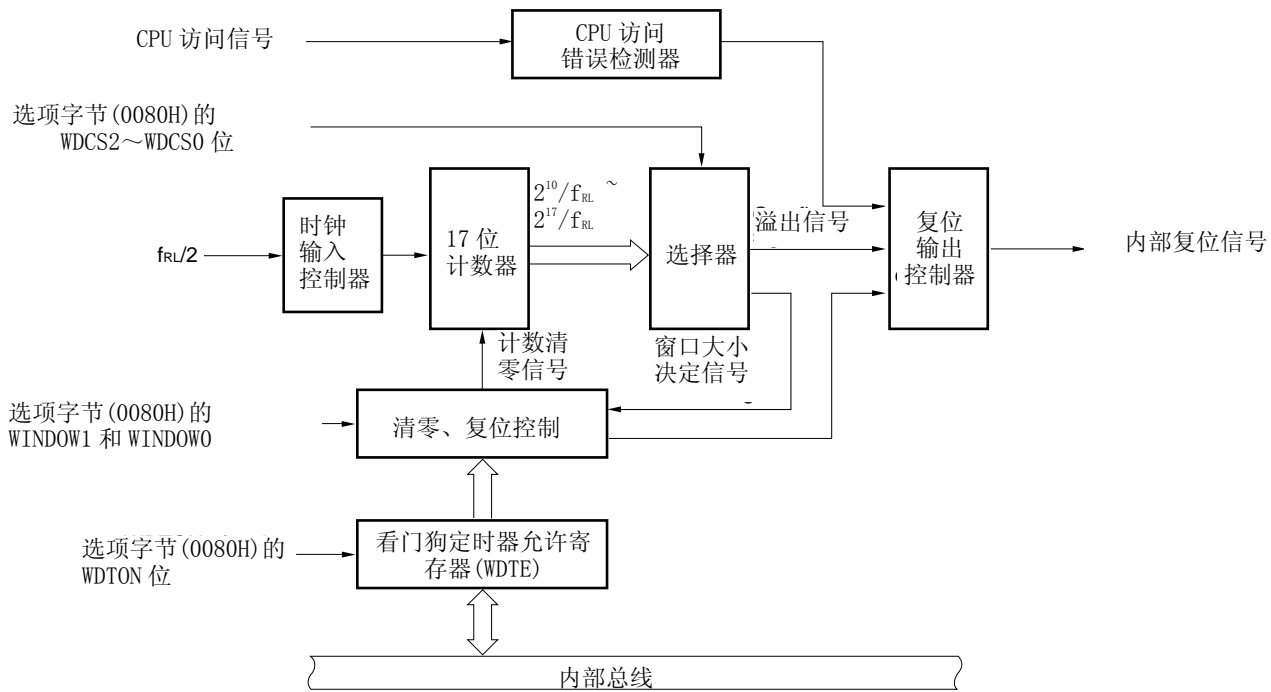 CPU 访问信号
CPU 访问
错误检测器
选项字节(0080H)的
WDCS2～WDCS0 位
2¹⁰/fRL ~
2¹⁷/fRL
时钟
输入
控制器
17 位
计数器
选择器
溢出信号
复位
输出
控制器
fRL/2
内部复位信号
计数清
零信号
窗口大小
决定信号
选项字节(0080H)的
WINDOW1 和 WINDOW0
清零、复位控制
选项字节(0080H)的
WDTON 位
看门狗定时器允许寄
存器(WDTE)
内部总线